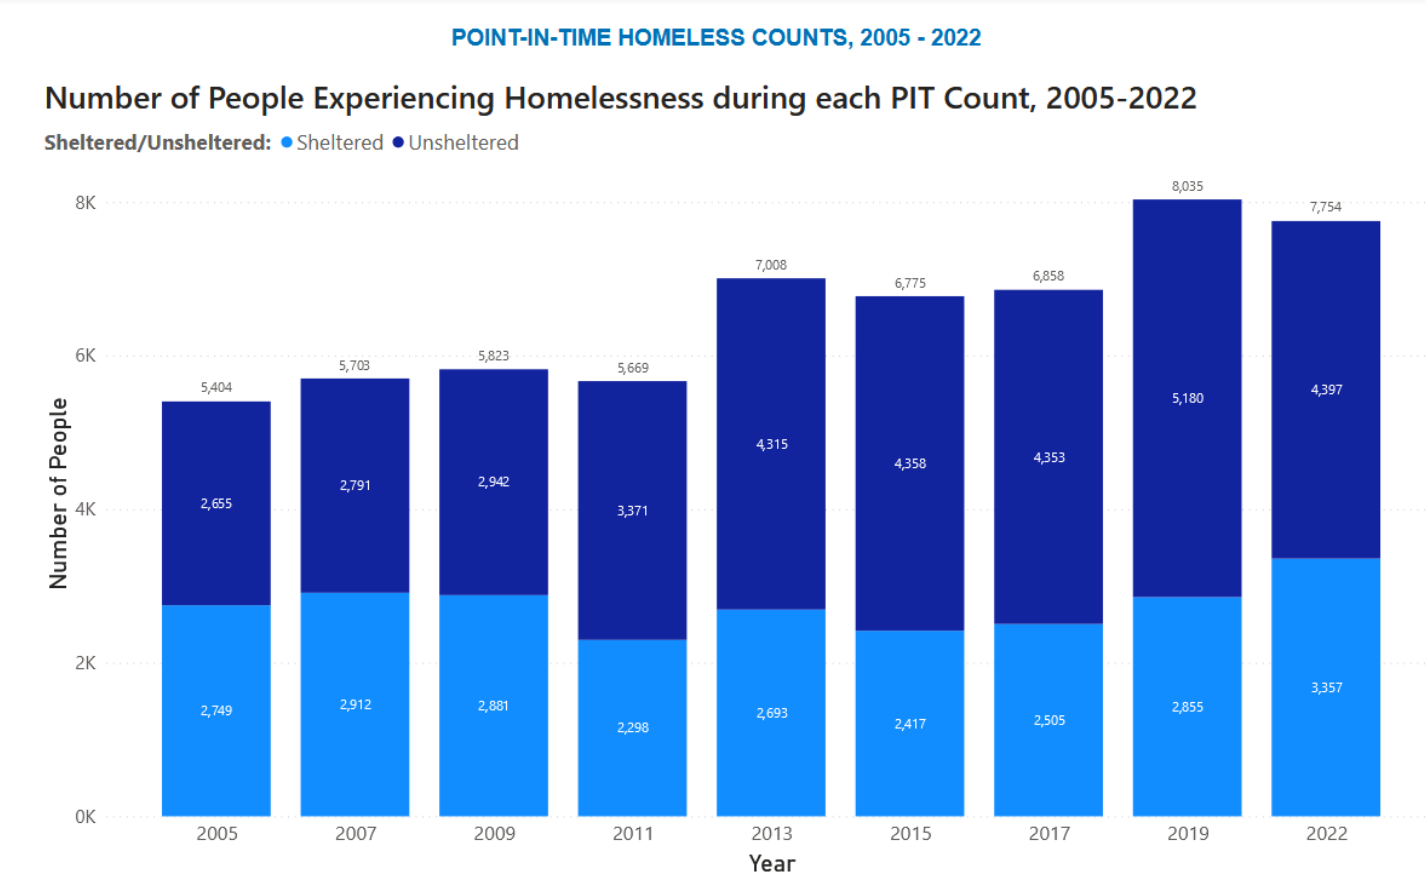 POINT-IN-TIME HOMELESS COUNTS, 2005 - 2022
Number of People Experiencing Homelessness during each PIT Count, 2005-2022
Sheltered/Unsheltered: Sheltered Unsheltered
8K
6K
4K
2K
0K
Number of People
5,404
2,655
2,749
5,703
2,791
2,912
5,823
2,942
2,881
5,669
3,371
2,298
7,008
4,315
2,693
6,775
4,358
2,417
6,858
4,353
2,505
8,035
5,180
2,855
7,754
4,397
3,357
2005 2007 2009 2011 2013 2015 2017 2019 2022
Year